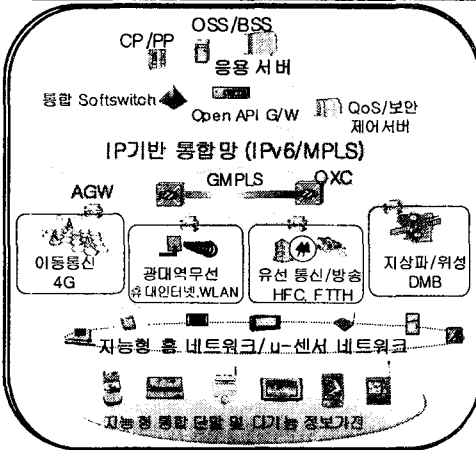 OSS/BSS
CP/PP
응용 서버
통합 Softswitch
Open API G/W
QoS/보안
제어서버
IP기반 통합망 (IPv6/MPLS)
GMPLS
OXC
AGW
이동통신
4G
광대역무선
휴대인터넷,WLAN
유선 통신/방송
HFC, FTTH
지상파/위성
DMB
지능형 홈 네트워크/u-센서 네트워크
지능형 통합 단말 및 다기능 정보가전